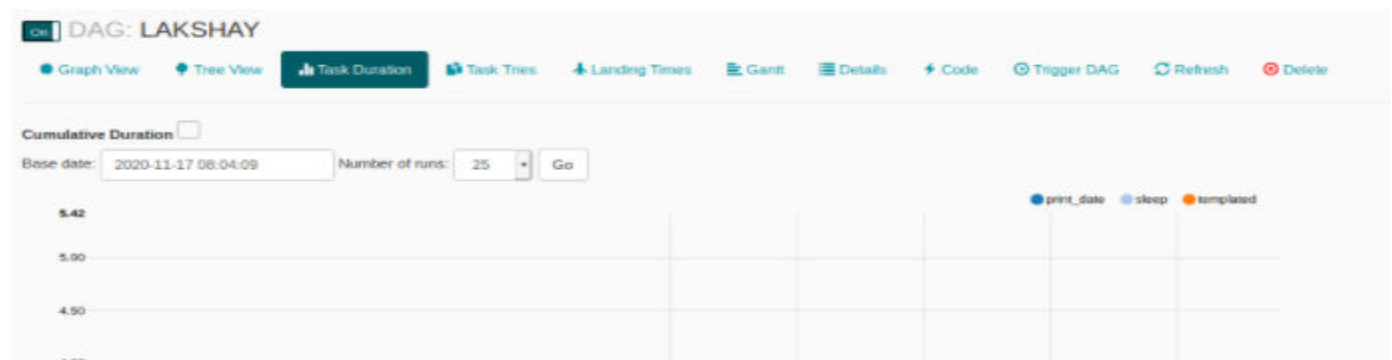 On DAG: LAKSHAY
Graph View Tree View Task Duration Task Tries Landing Times Gantt Details Code Trigger DAG Refresh Delete
Cumulative Duration
Base date: 2020-11-17 08:04:09 Number of runs: 25 Go
print_date sleep templated
5.42
5.00
4.50